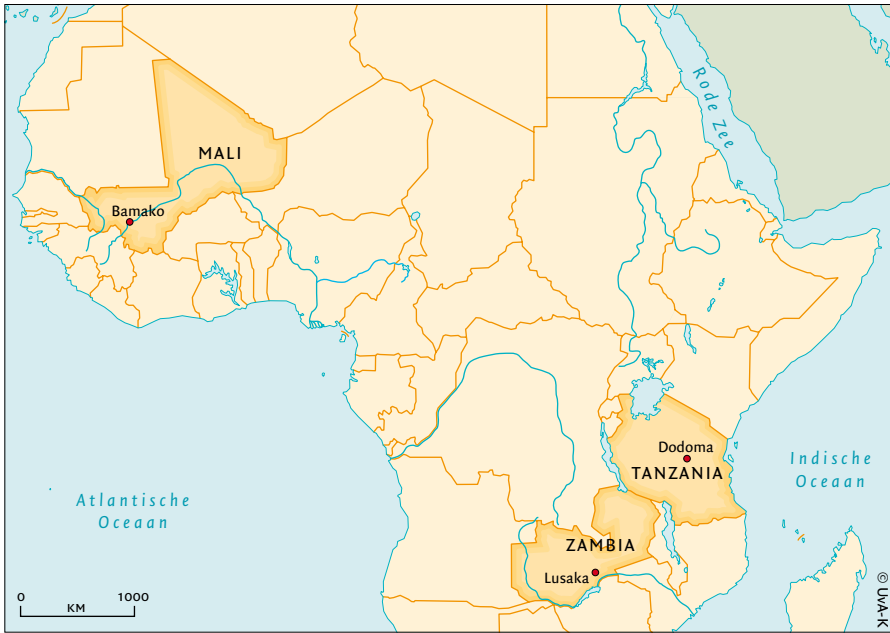 Rode Zee
MALI
Bamako
Dodoma
TANZANIA
Indische
Oceaan
Atlantische
Oceaan
ZAMBIA
Lusaka
0 1000
KM
© UvA-K